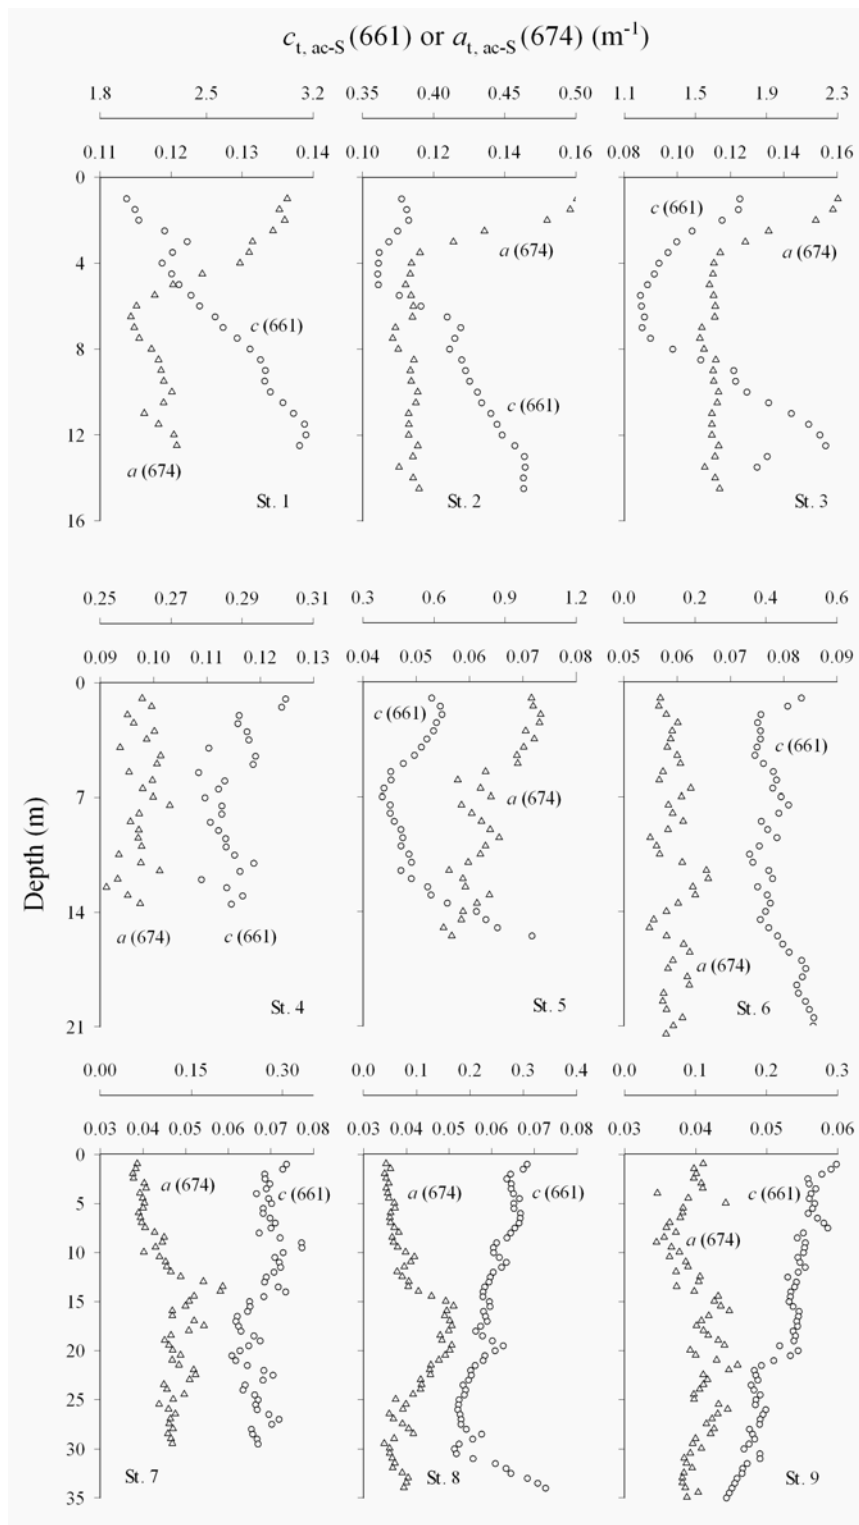 c t, ac-S (661) or a t, ac-S (674) (m-1)
1.8 2.5 3.2 0.35 0.40 0.45 0.50 1.1 1.5 1.9 2.3
0.11 0.12 0.13 0.14 0.10 0.12 0.14 0.16 0.08 0.10 0.12 0.14 0.16
0
c (661)
a (674) a (674)
4
c (661)
8
c (661)
12
a (674)
St. 1 St. 2 St. 3
16
0.25 0.27 0.29 0.31 0.3 0.6 0.9 1.2 0.0 0.2 0.4 0.6
0.09 0.10 0.11 0.12 0.13 0.04 0.05 0.06 0.07 0.08 0.05 0.06 0.07 0.08 0.09
0
c (661)
c (661)
7
a (674)
Depth (m)
14
a (674) c (661)
a (674)
St. 4 St. 5 St. 6
21
0.00 0.15 0.30 0.0 0.1 0.2 0.3 0.4 0.0 0.1 0.2 0.3
0.03 0.04 0.05 0.06 0.07 0.08 0.03 0.04 0.05 0.06 0.07 0.08 0.03 0.04 0.05 0.06
0
a (674) c (661) a (674) c (661) c (661)
5
a (674)
10
15
20
25
30
St. 7 St. 8 St. 9
35